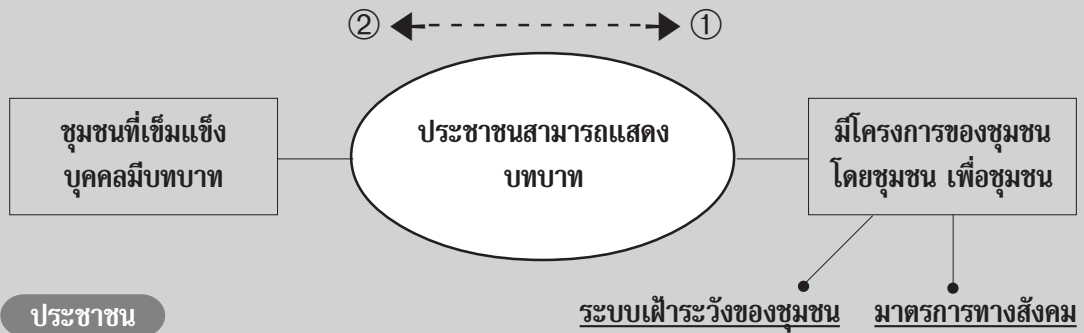 ② ①
ชุมชนที่เข็มแข็ง
บุคคลมีบทบาท
ประชาชนสามารถแสดง
บทบาท
มีโครงการของชุมชน
โดยชุมชน เพื่อชุมชน
ประชาชน
ระบบเฝ้าระวังของชุมชน มาตรการทางสังคม